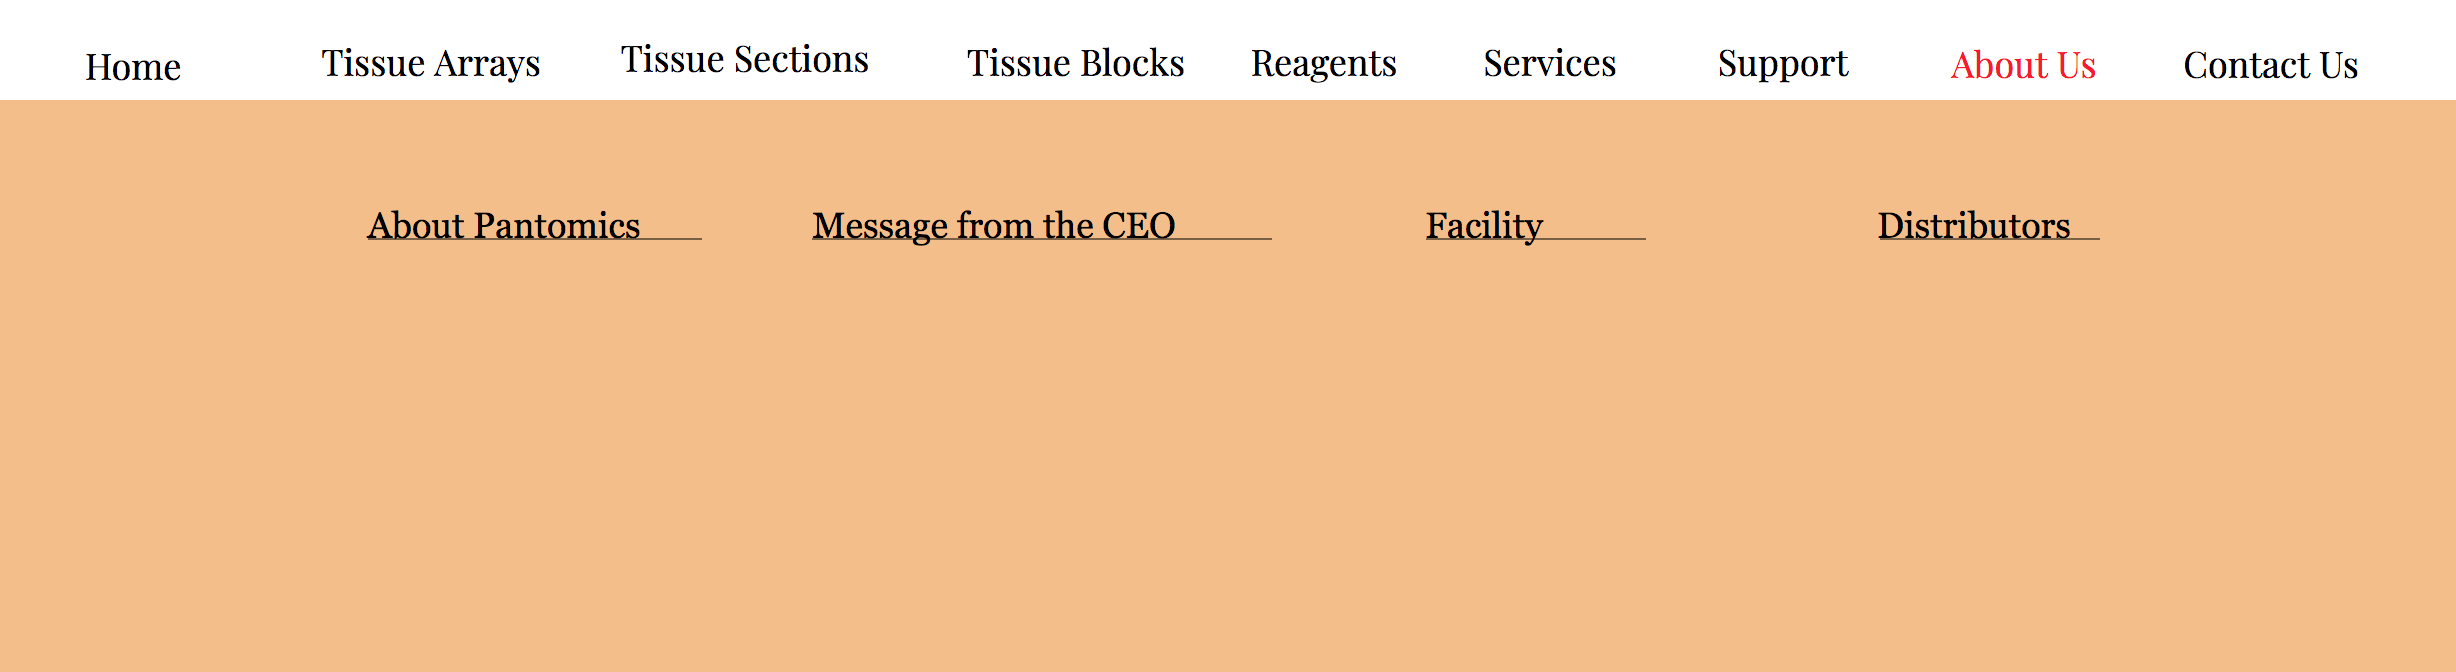 Home Tissue Arrays Tissue Sections Tissue Blocks Reagents Services Support About Us Contact Us
About Pantomics Message from the CEO Facility Distributors